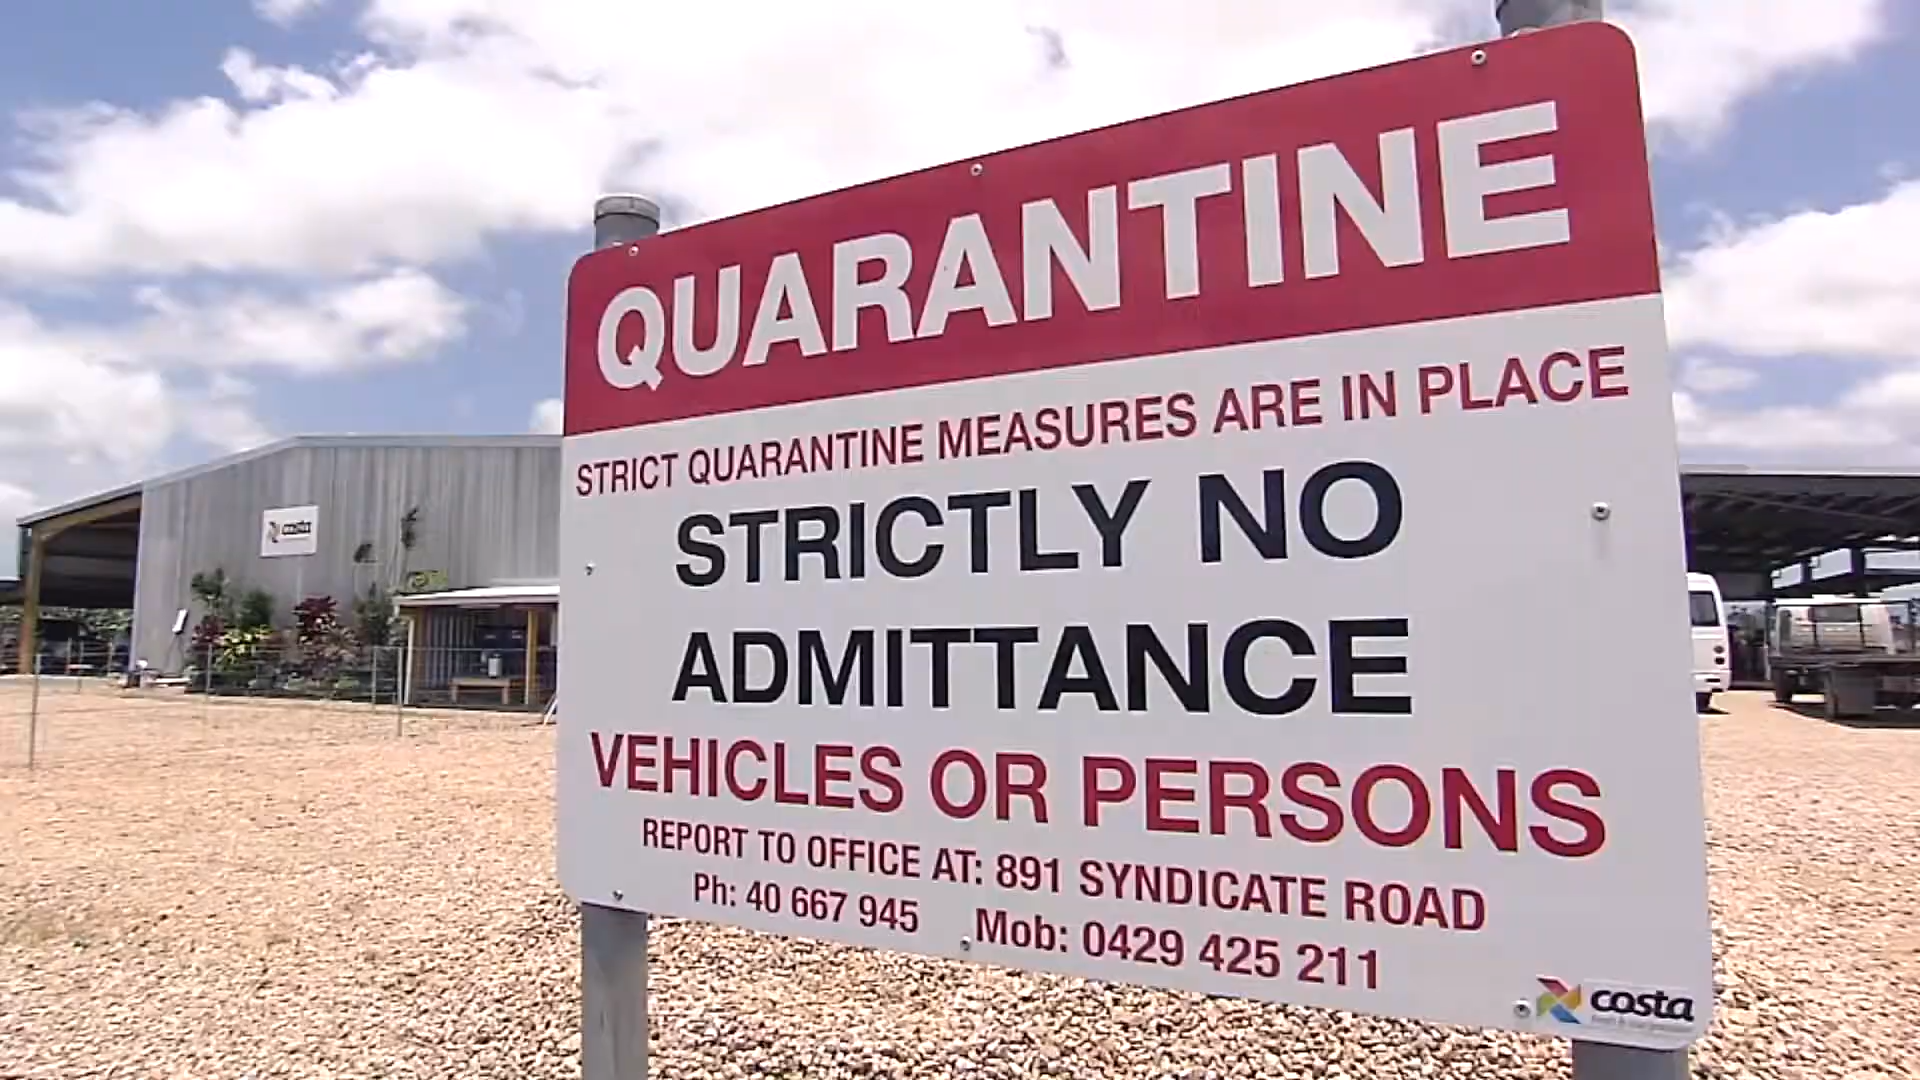 QUARANTINE
STRICT QUARANTINE MEASURES ARE IN PLACE
STRICTLY NO
ADMITTANCE
VEHICLES OR PERSONS
REPORT TO OFFICE AT: 891 SYNDICATE ROAD
Ph: 40 667 945 Mob: 0429 425 211
costa